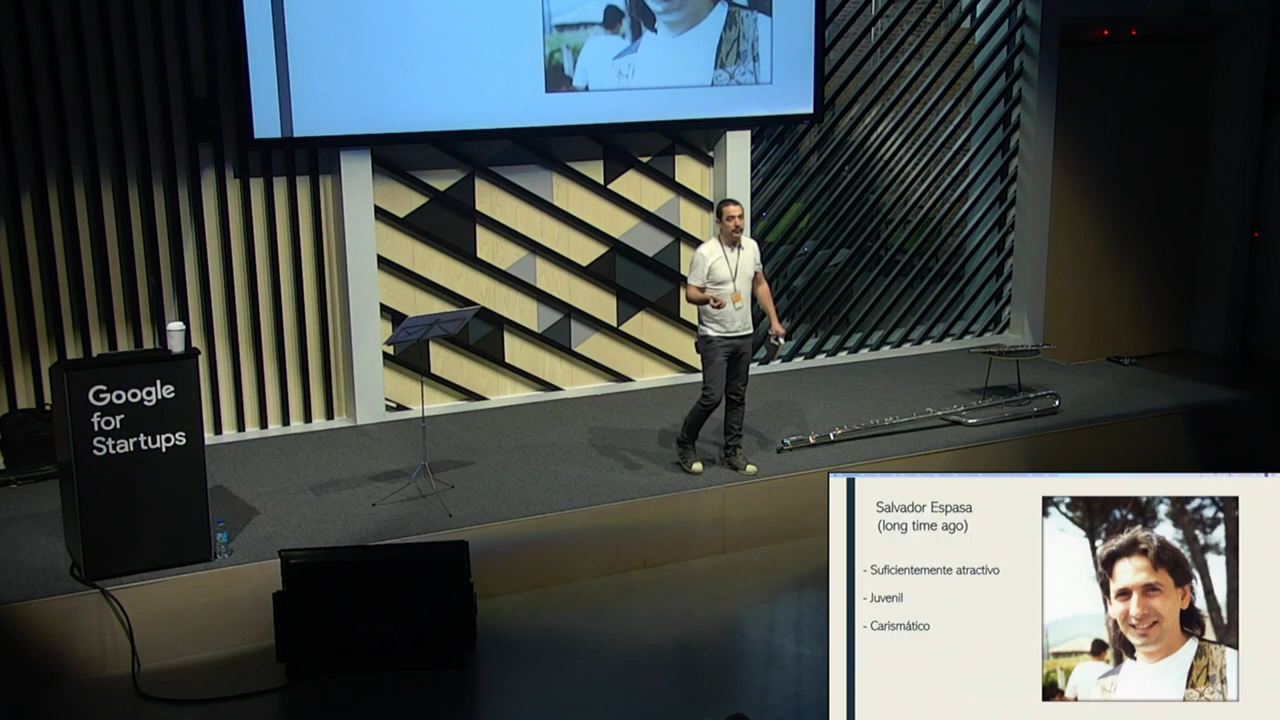 Google
for
Startups
Salvador Espasa
(long time ago)
- Suficientemente atractivo
- Juvenil
- Carismático